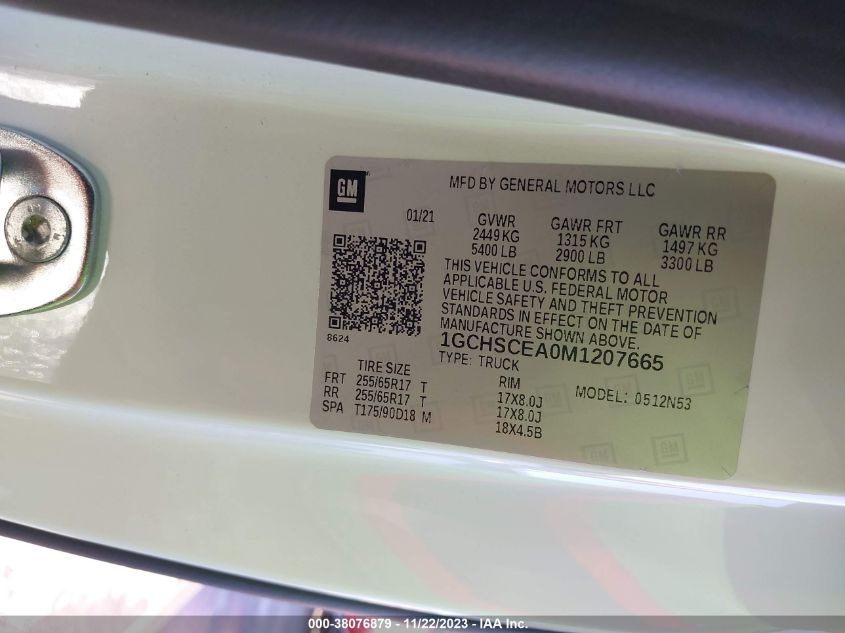 GM
MFD BY GENERAL MOTORS LLC
01/21 GVWR GAWR FRT GAWR RR
2449 KG 1315 KG 1497 KG
5400 LB 2900 LB 3300 LB
THIS VEHICLE CONFORMS TO ALL
APPLICABLE U.S. FEDERAL MOTOR
VEHICLE SAFETY AND THEFT PREVENTION
STANDARDS IN EFFECT ON THE DATE OF
MANUFACTURE SHOWN ABOVE.
8624
1GCHSCEA0M1207665
TYPE: TRUCK
TIRE SIZE RIM MODEL: 0512N53
FRT 255/65R17 T 17X8.0J
RR 255/65R17 T 17X8.0J
SPA T175/90D18 M 18X4.5B
000-38076879 - 11/22/2023 - IAA Inc.